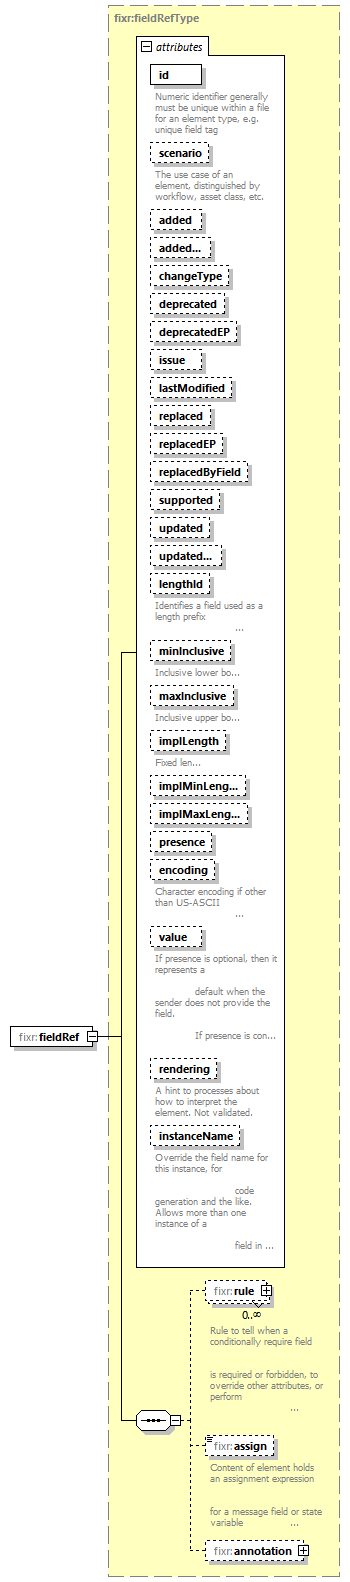 fixr:fieldRefType
attributes
id
Numeric identifier generally
must be unique within a file
for an element type, e.g.
unique field tag
scenario
The use case of an
element, distinguished by
workflow, asset class, etc.
added
added...
changeType
deprecated
deprecatedEP
issue
lastModified
replaced
replacedEP
replacedByField
supported
updated
updated...
lengthId
Identifies a field used as a
length prefix
...
minInclusive
Inclusive lower bo...
maxInclusive
Inclusive upper bo...
implLength
Fixed len...
implMinLeng...
implMaxLeng...
presence
encoding
Character encoding if other
than US-ASCII
...
value
If presence is optional, then it
represents a
default when the
sender does not provide the
field.
If presence is con...
fixr:fieldRef
rendering
A hint to processes about
how to interpret the
element. Not validated.
instanceName
Override the field name for
this instance, for
code
generation and the like.
Allows more than one
instance of a
field in ...
fixr:rule
0..∞
Rule to tell when a
conditionally require field
is required or forbidden, to
override other attributes, or
perform
...
fixr:assign
Content of element holds
an assignment expression
for a message field or state
variable ...
fixr:annotation